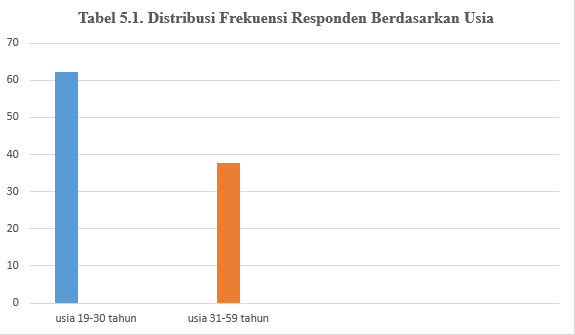 Tabel 5.1. Distribusi Frekuensi Responden Berdasarkan Usia
70
60
50
40
30
20
10
0
usia 19-30 tahun
usia 31-59 tahun